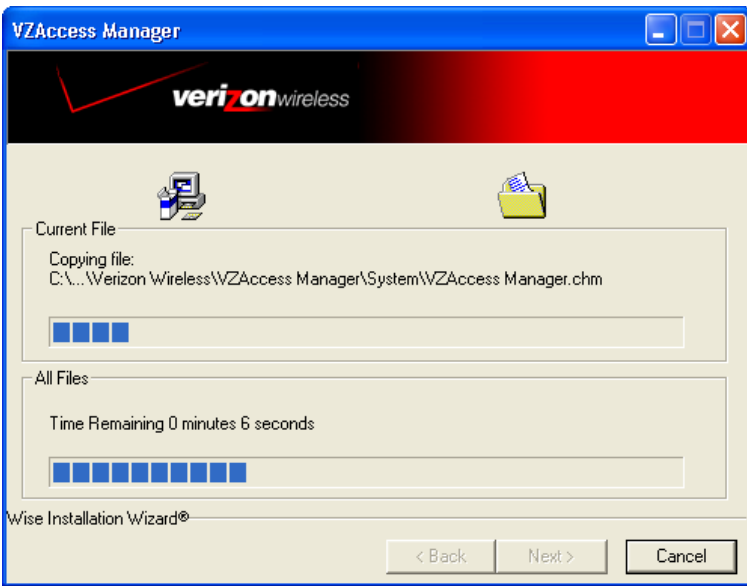 VZAccess Manager
verizonwireless
Current File
Copying file:
C:\...\Verizon Wireless\VZAccess Manager\System\VZAccess Manager.chm
All Files
Time Remaining 0 minutes 6 seconds
Wise Installation Wizard®
< Back
Next >
Cancel